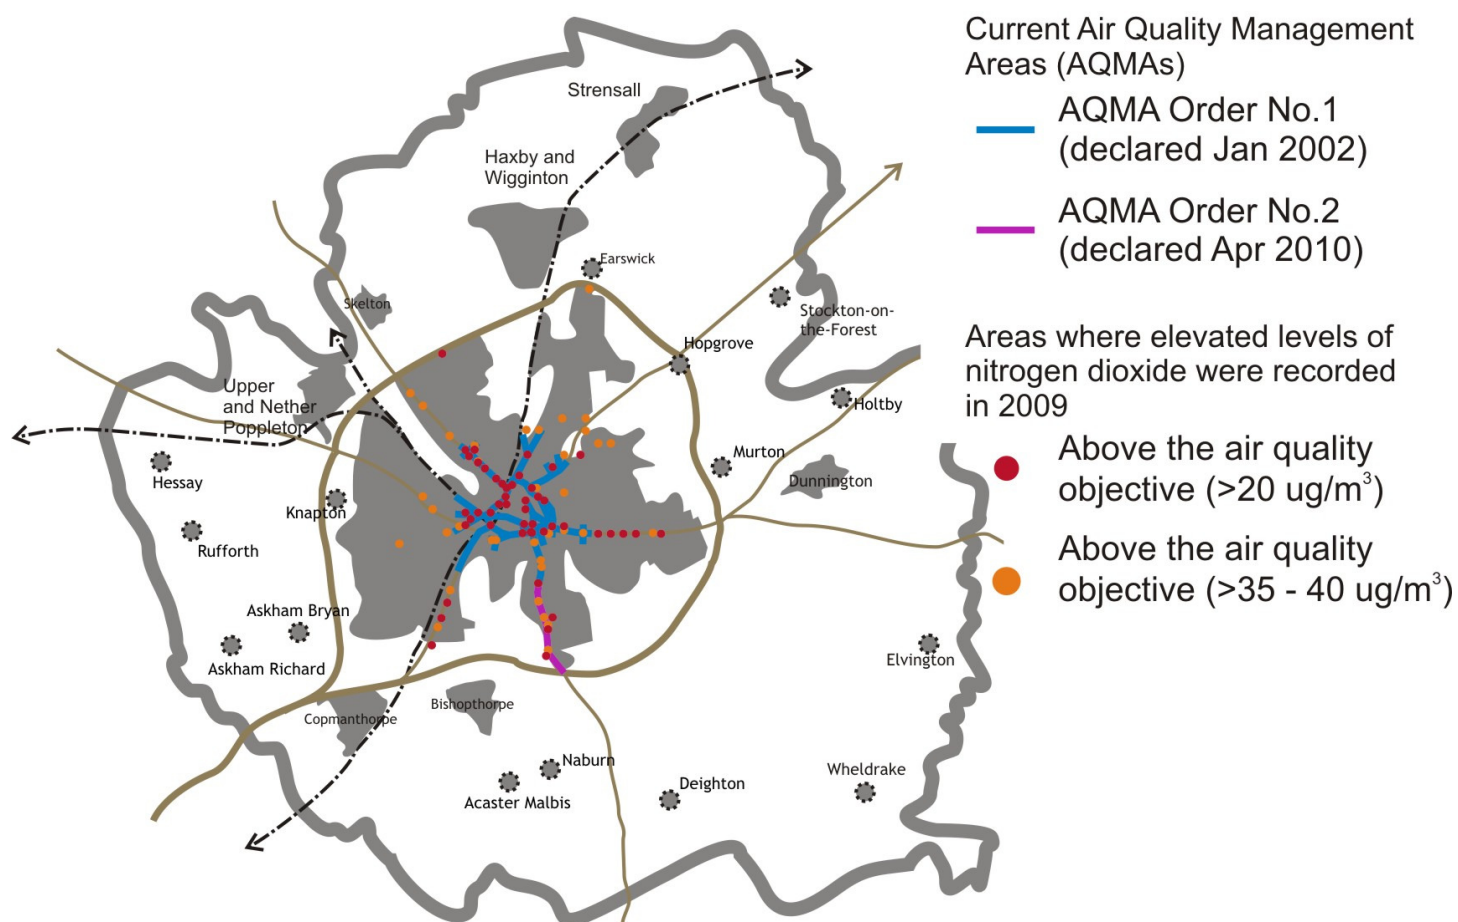 Current Air Quality Management
Areas (AQMAs)
AQMA Order No.1
(declared Jan 2002)
AQMA Order No.2
(declared Apr 2010)
Areas where elevated levels of
nitrogen dioxide were recorded
in 2009
Above the air quality
objective (>20 ug/m³)
Above the air quality
objective (>35 - 40 ug/m³)
Strensall
Haxby and
Wigginton
Earswick
Skelton
Stockton-on-
the-Forest
Hopgrove
Upper
and Nether
Poppleton
Holtby
Murton
Hessay
Dunnington
Knapton
Rufforth
Askham Bryan
Askham Richard
Elvington
Copmanthorpe
Bishopthorpe
Naburn
Acaster Malbis
Deighton
Wheldrake